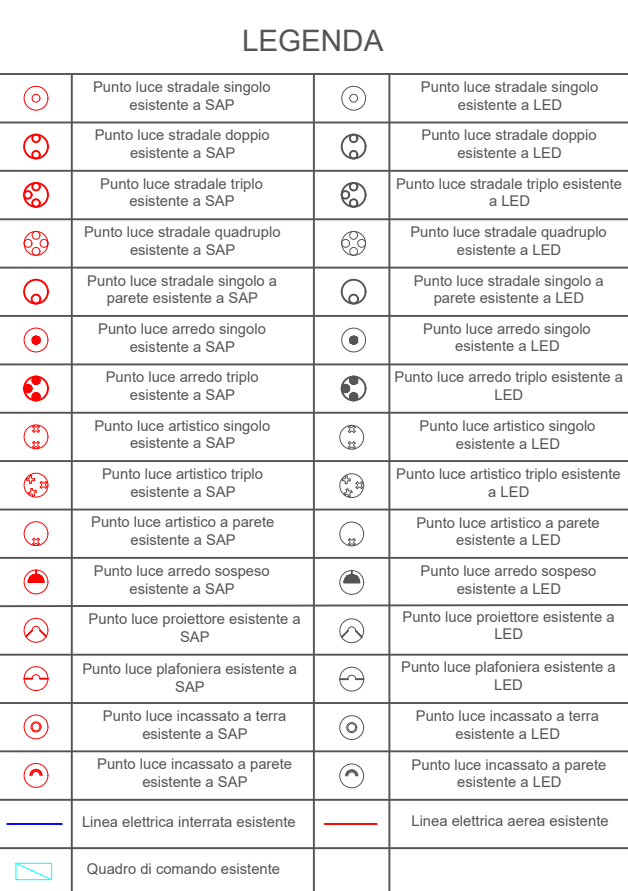 LEGENDA
Punto luce stradale singolo
esistente a SAP
Punto luce stradale singolo
esistente a LED
Punto luce stradale doppio
esistente a SAP
Punto luce stradale doppio
esistente a LED
Punto luce stradale triplo
esistente a SAP
Punto luce stradale triplo esistente
a LED
Punto luce stradale quadruplo
esistente a SAP
Punto luce stradale quadruplo
esistente a LED
Punto luce stradale singolo a
parete esistente a SAP
Punto luce stradale singolo a
parete esistente a LED
Punto luce arredo singolo
esistente a SAP
Punto luce arredo singolo
esistente a LED
Punto luce arredo triplo
esistente a SAP
Punto luce arredo triplo esistente a
LED
Punto luce artistico singolo
esistente a SAP
Punto luce artistico singolo
esistente a LED
Punto luce artistico triplo
esistente a SAP
Punto luce artistico triplo esistente
a LED
Punto luce artistico a parete
esistente a SAP
Punto luce artistico a parete
esistente a LED
Punto luce arredo sospeso
esistente a SAP
Punto luce arredo sospeso
esistente a LED
Punto luce proiettore esistente a
SAP
Punto luce proiettore esistente a
LED
Punto luce plafoniera esistente a
SAP
Punto luce plafoniera esistente a
LED
Punto luce incassato a terra
esistente a SAP
Punto luce incassato a terra
esistente a LED
Punto luce incassato a parete
esistente a SAP
Punto luce incassato a parete
esistente a LED
Linea elettrica interrata esistente
Linea elettrica aerea esistente
Quadro di comando esistente